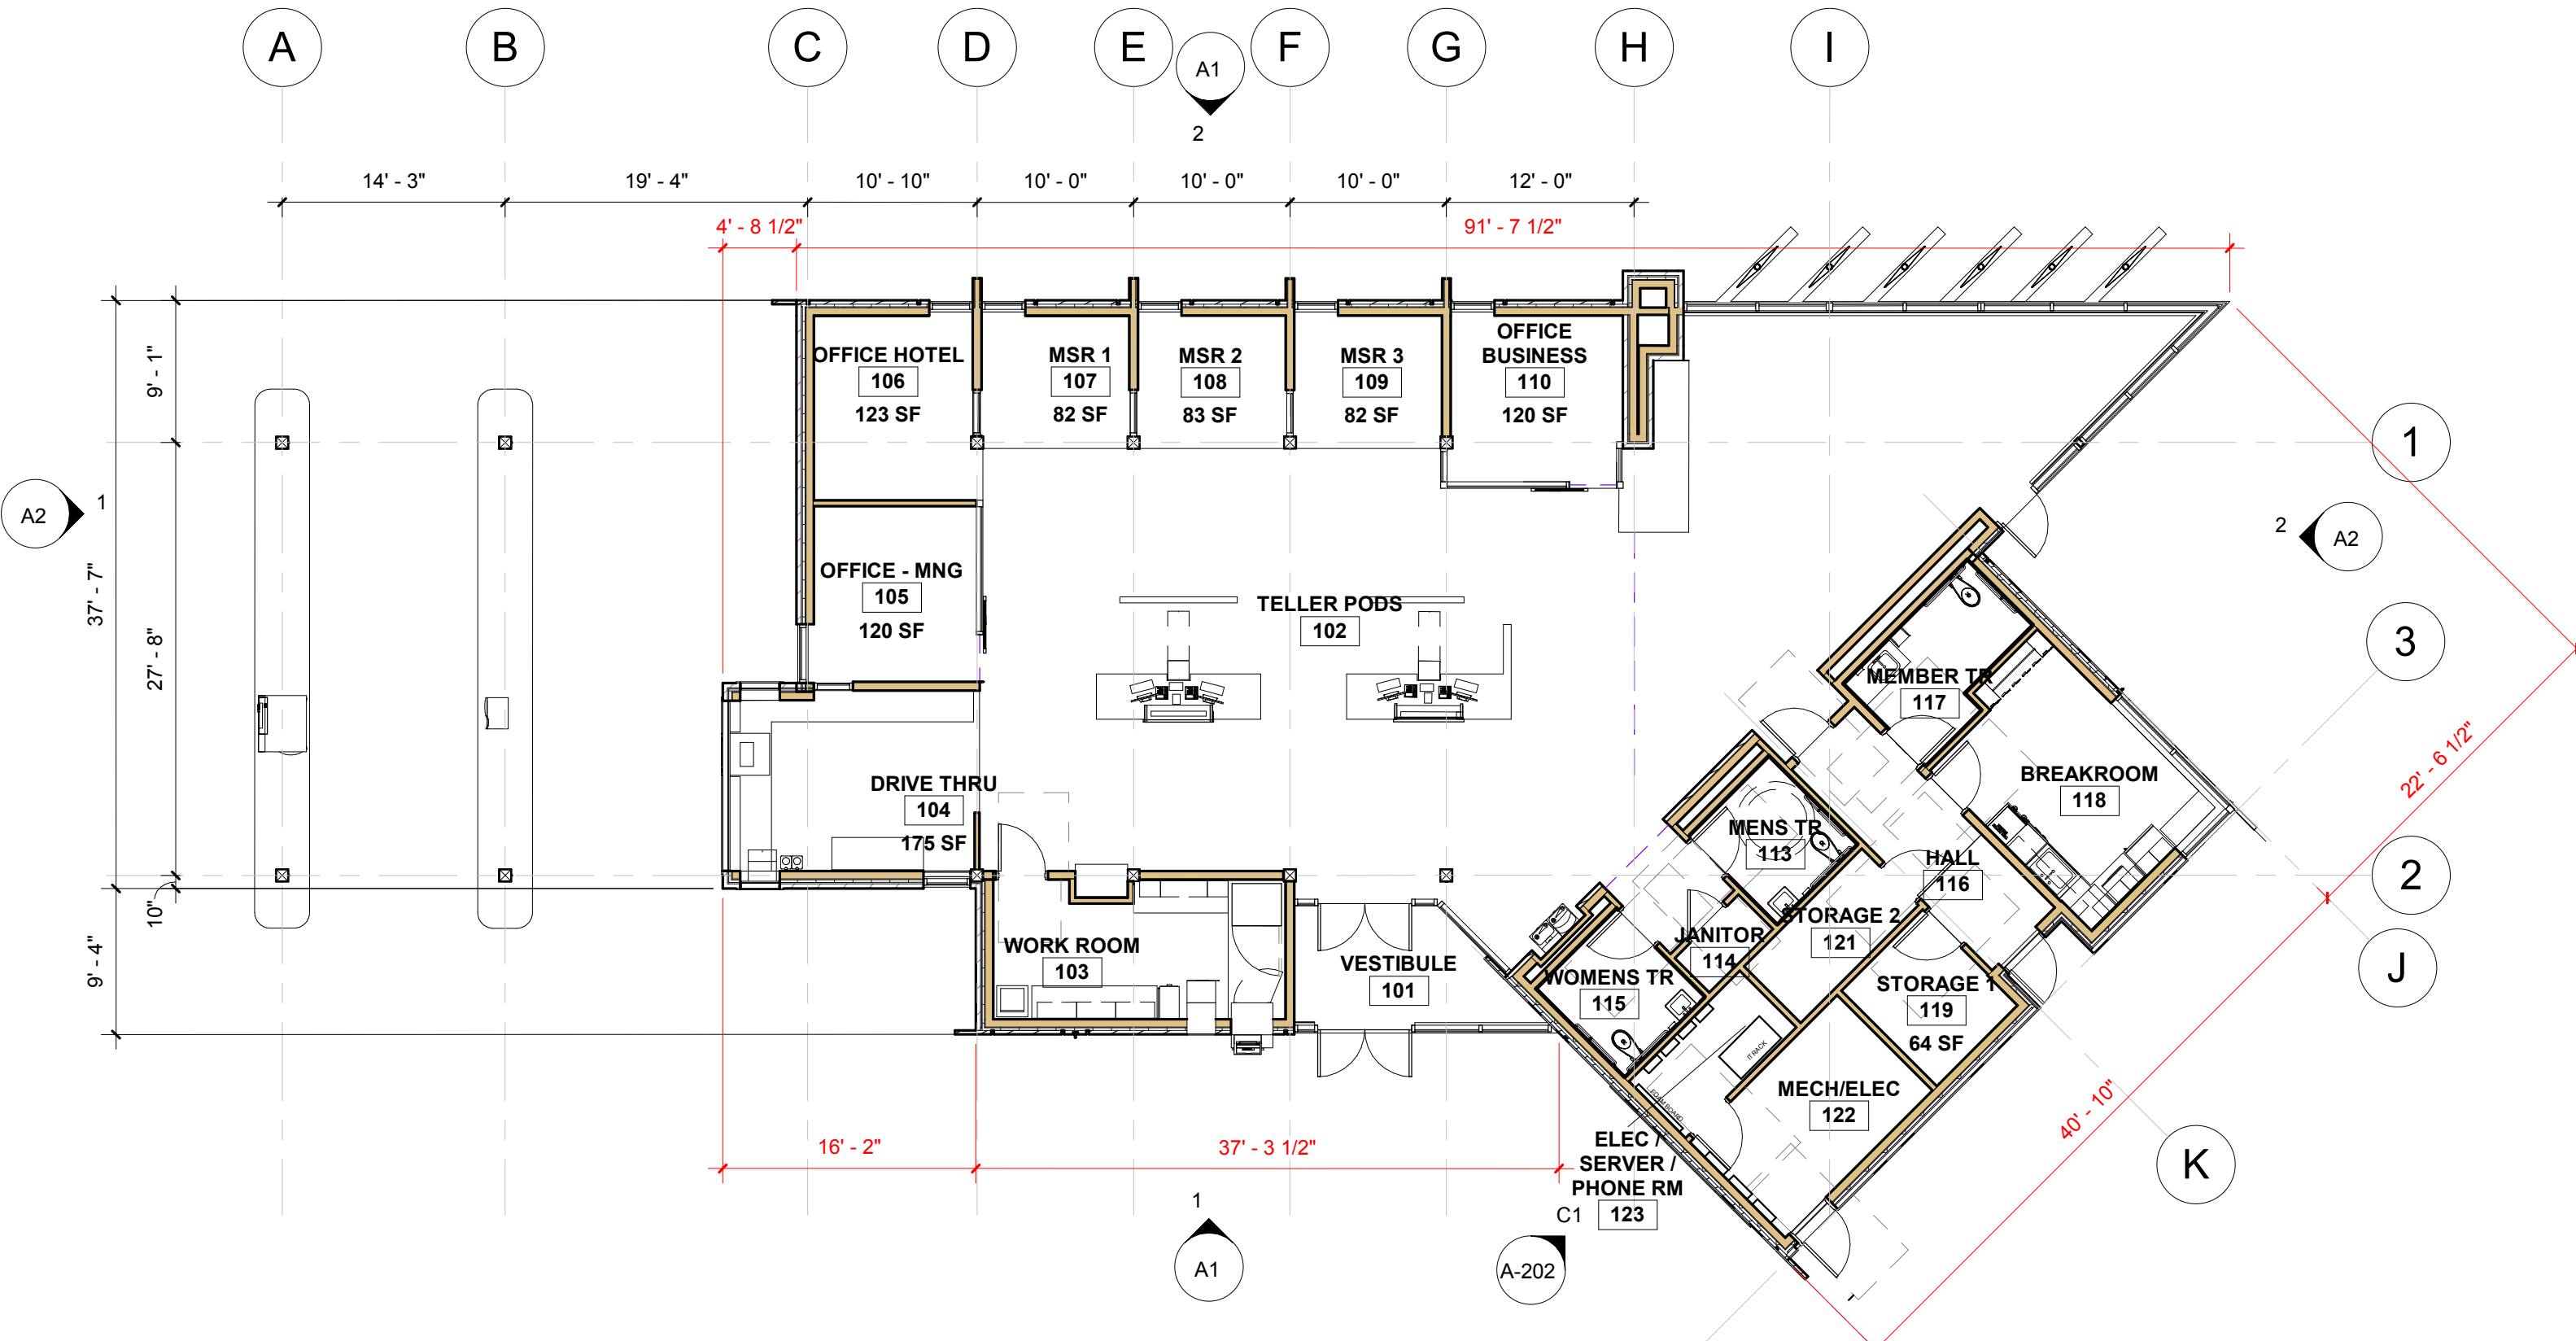 A B C D E F G H I
A1
2
14' - 3" 19' - 4" 10' - 10" 10' - 0" 10' - 0" 10' - 0" 12' - 0"
4' - 8 1/2" 91' - 7 1/2"
9' - 1"
37' - 7"
27' - 8"
10"
9' - 4"
OFFICE HOTEL
106
123 SF
MSR 1
107
82 SF
MSR 2
108
83 SF
MSR 3
109
82 SF
OFFICE
BUSINESS
110
120 SF
1
A2
1
2
A2
3
OFFICE - MNG
105
120 SF
TELLER PODS
102
MEMBER TR
117
BREAKROOM
118
22' - 6 1/2"
DRIVE THRU
104
175 SF
MENS TR
113
HALL
116
2
WORK ROOM
103
VESTIBULE
101
STORAGE 2
121
JANITOR
114
WOMENS TR
115
STORAGE 1
119
64 SF
J
IT RACK
MECH/ELEC
122
FOAM BOARD
40' - 10"
ELEC /
SERVER /
PHONE RM
123
K
16' - 2" 37' - 3 1/2"
1
A1
C1
A-202